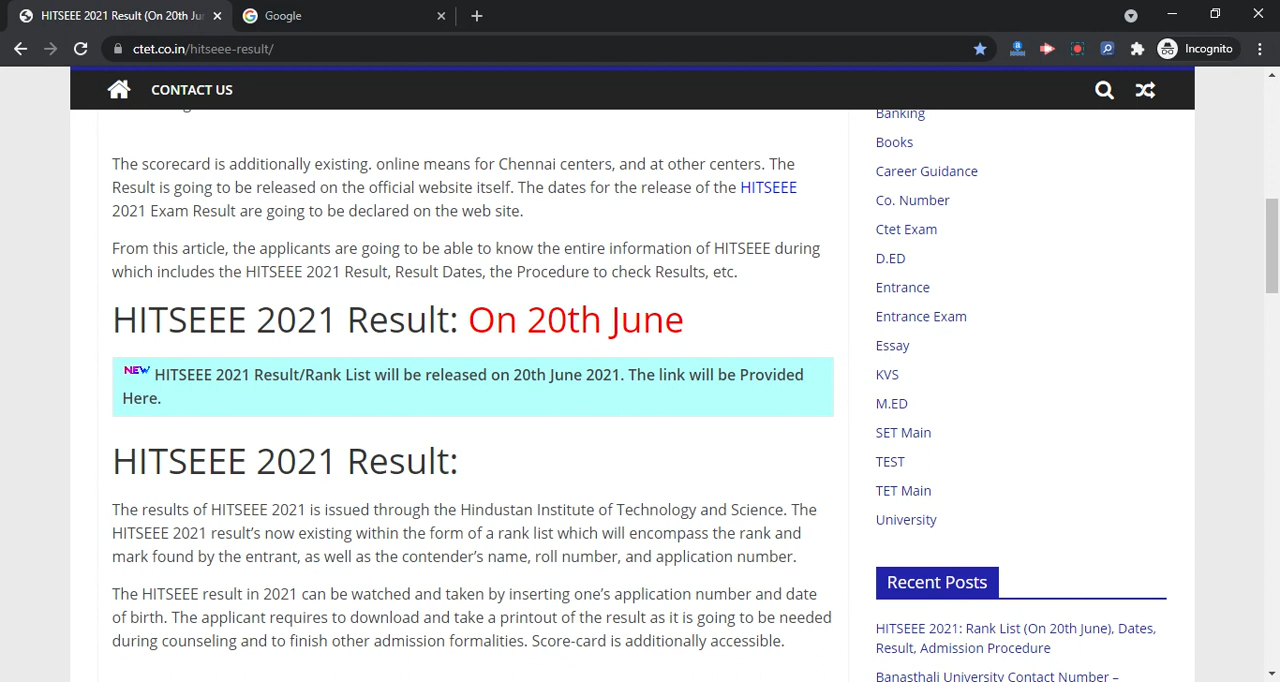 HITSEEE 2021 Result (On 20th Ju
Google
ctet.co.in/hitseee-result/
Incognito
CONTACT US
The scorecard is additionally existing. online means for Chennai centers, and at other centers. The
Result is going to be released on the official website itself. The dates for the release of the HITSEEE
2021 Exam Result are going to be declared on the web site.
From this article, the applicants are going to be able to know the entire information of HITSEEE during
which includes the HITSEEE 2021 Result, Result Dates, the Procedure to check Results, etc.
HITSEEE 2021 Result: On 20th June
NEW HITSEEE 2021 Result/Rank List will be released on 20th June 2021. The link will be Provided
Here.
HITSEEE 2021 Result:
The results of HITSEEE 2021 is issued through the Hindustan Institute of Technology and Science. The
HITSEEE 2021 result's now existing within the form of a rank list which will encompass the rank and
mark found by the entrant, as well as the contender's name, roll number, and application number.
The HITSEEE result in 2021 can be watched and taken by inserting one's application number and date
of birth. The applicant requires to download and take a printout of the result as it is going to be needed
during counseling and to finish other admission formalities. Score-card is additionally accessible.
Banking
Books
Career Guidance
Co. Number
Ctet Exam
D.ED
Entrance
Entrance Exam
Essay
KVS
M.ED
SET Main
TEST
TET Main
University
Recent Posts
HITSEEE 2021: Rank List (On 20th June), Dates,
Result, Admission Procedure
Banasthali University Contact Number –